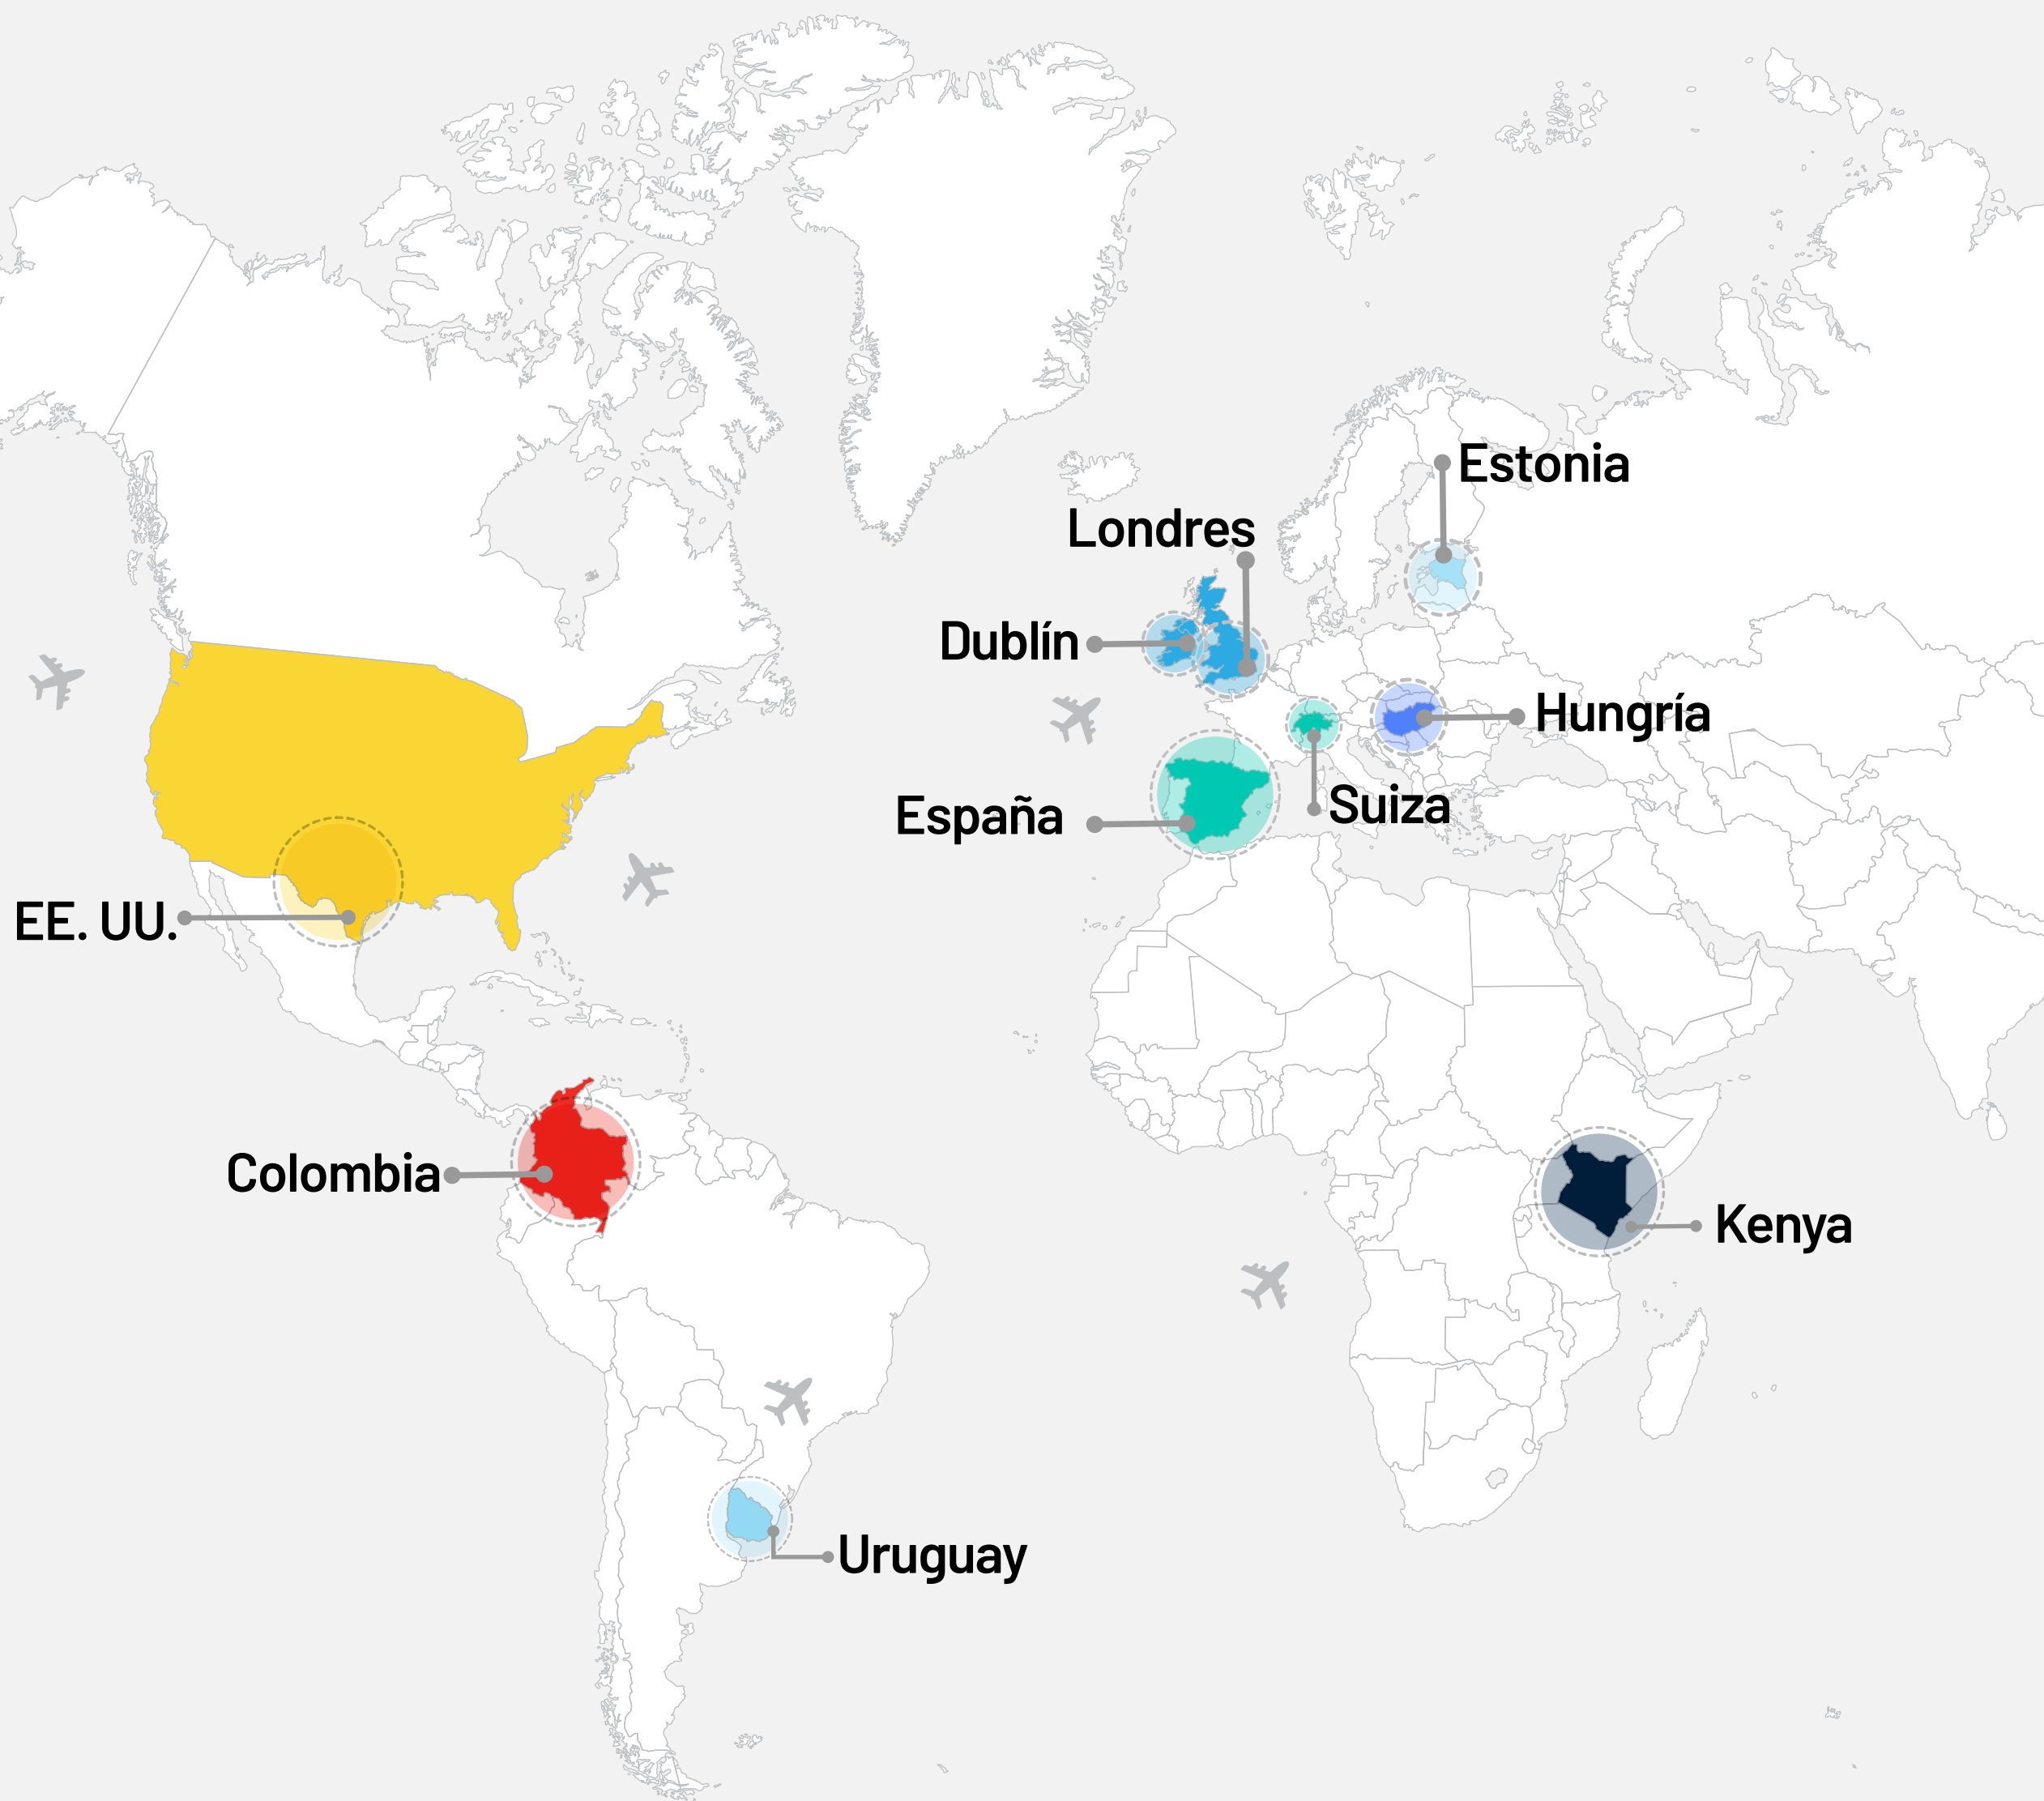 Estonia
Londres
Dublín
Hungría
Suiza
España
EE. UU.
Colombia
Kenya
Uruguay